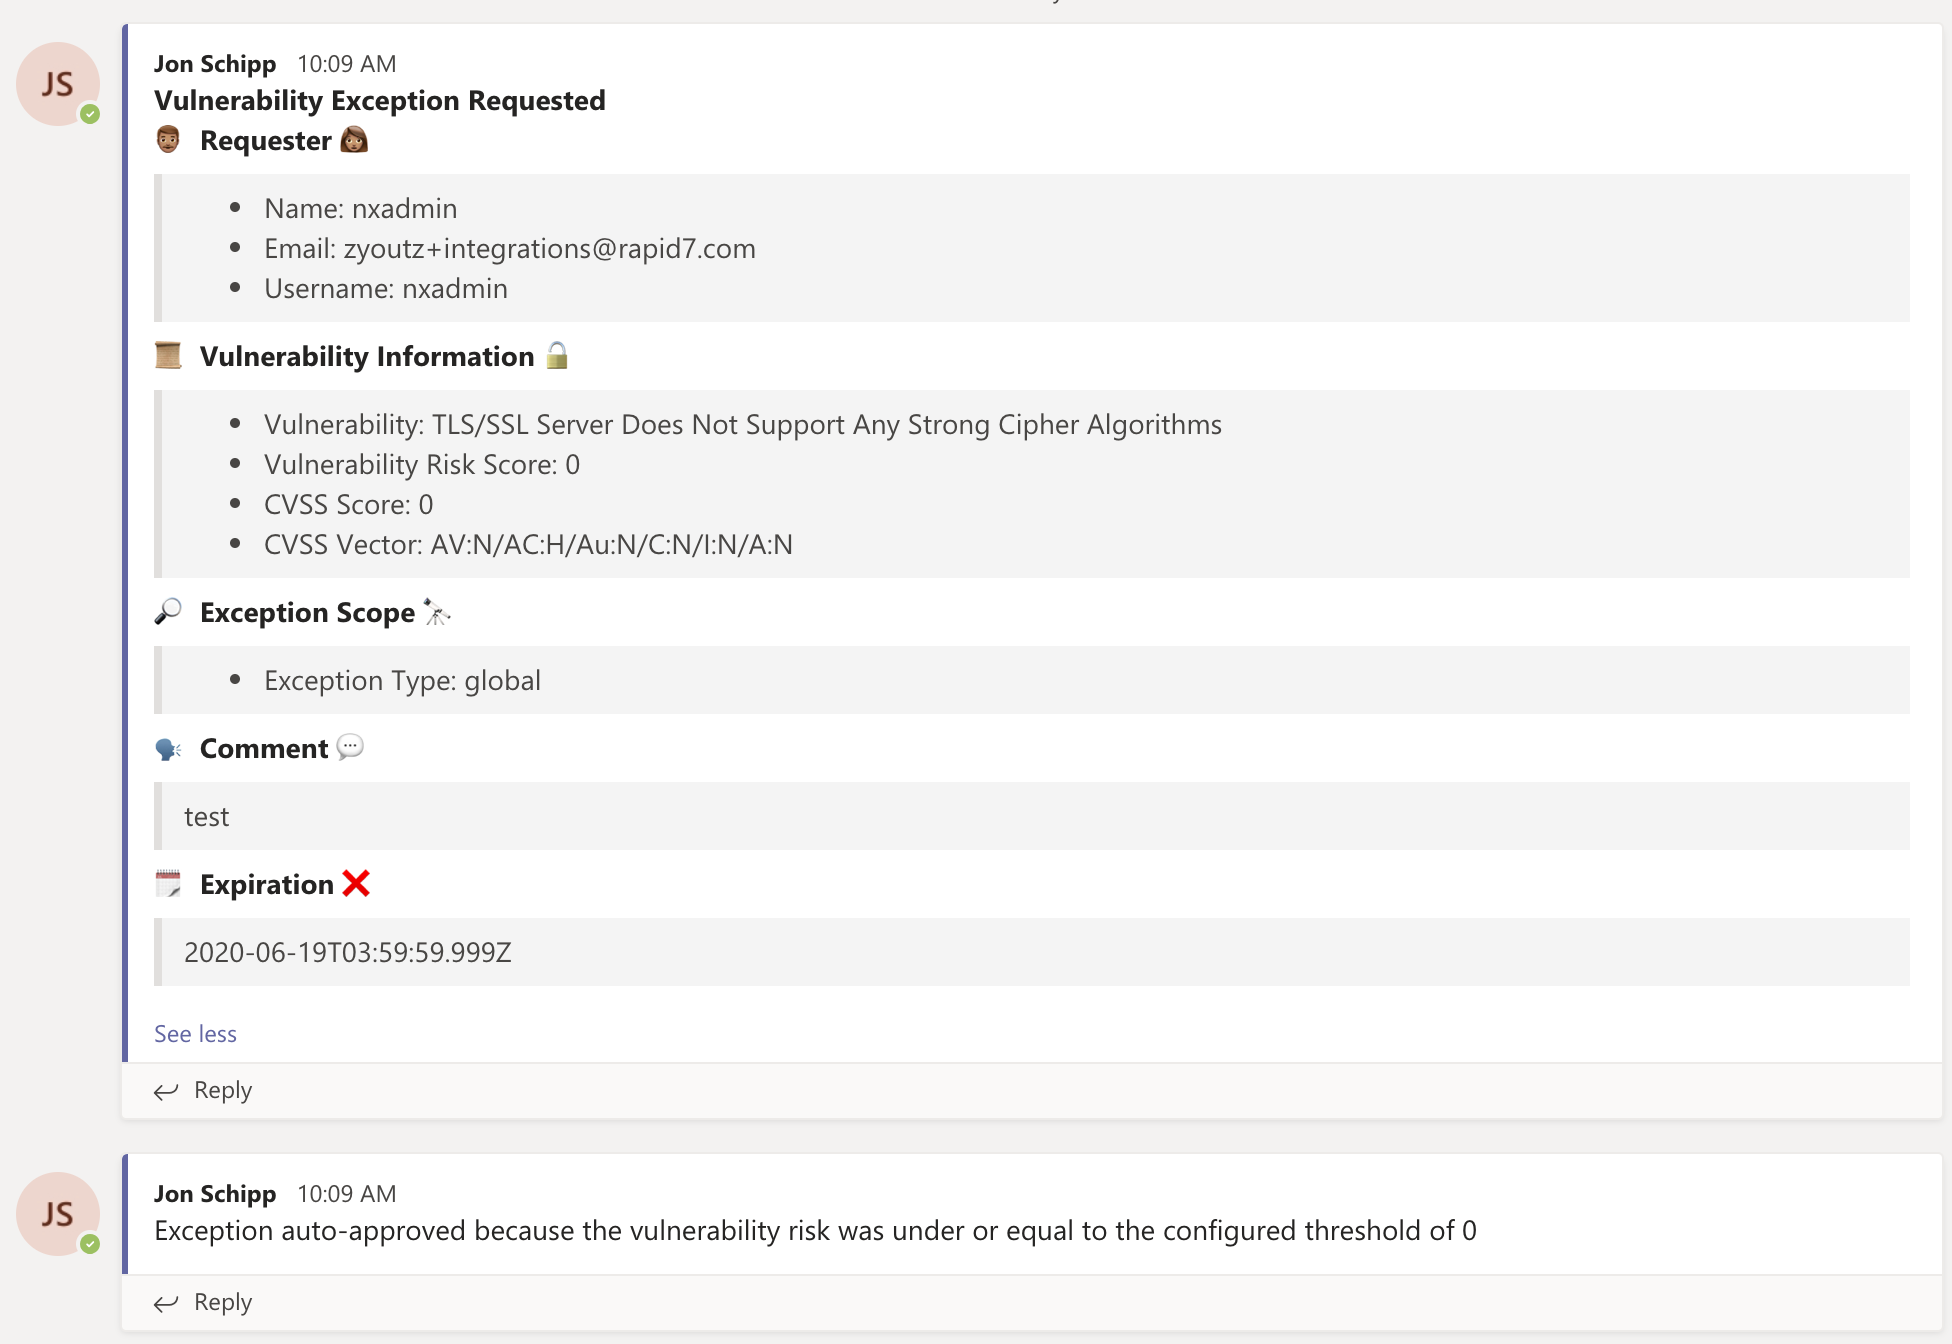 JS
Jon Schipp 10:09 AM
Vulnerability Exception Requested
Requester
Name: nxadmin
Email: zyoutz+integrations@rapid7.com
Username: nxadmin
Vulnerability Information
Vulnerability: TLS/SSL Server Does Not Support Any Strong Cipher Algorithms
Vulnerability Risk Score: 0
CVSS Score: 0
CVSS Vector: AV:N/AC:H/Au:N/C:N/I:N/A:N
Exception Scope
Exception Type: global
Comment
test
Expiration
2020-06-19T03:59:59.999Z
See less
Reply
JS
Jon Schipp 10:09 AM
Exception auto-approved because the vulnerability risk was under or equal to the configured threshold of 0
Reply